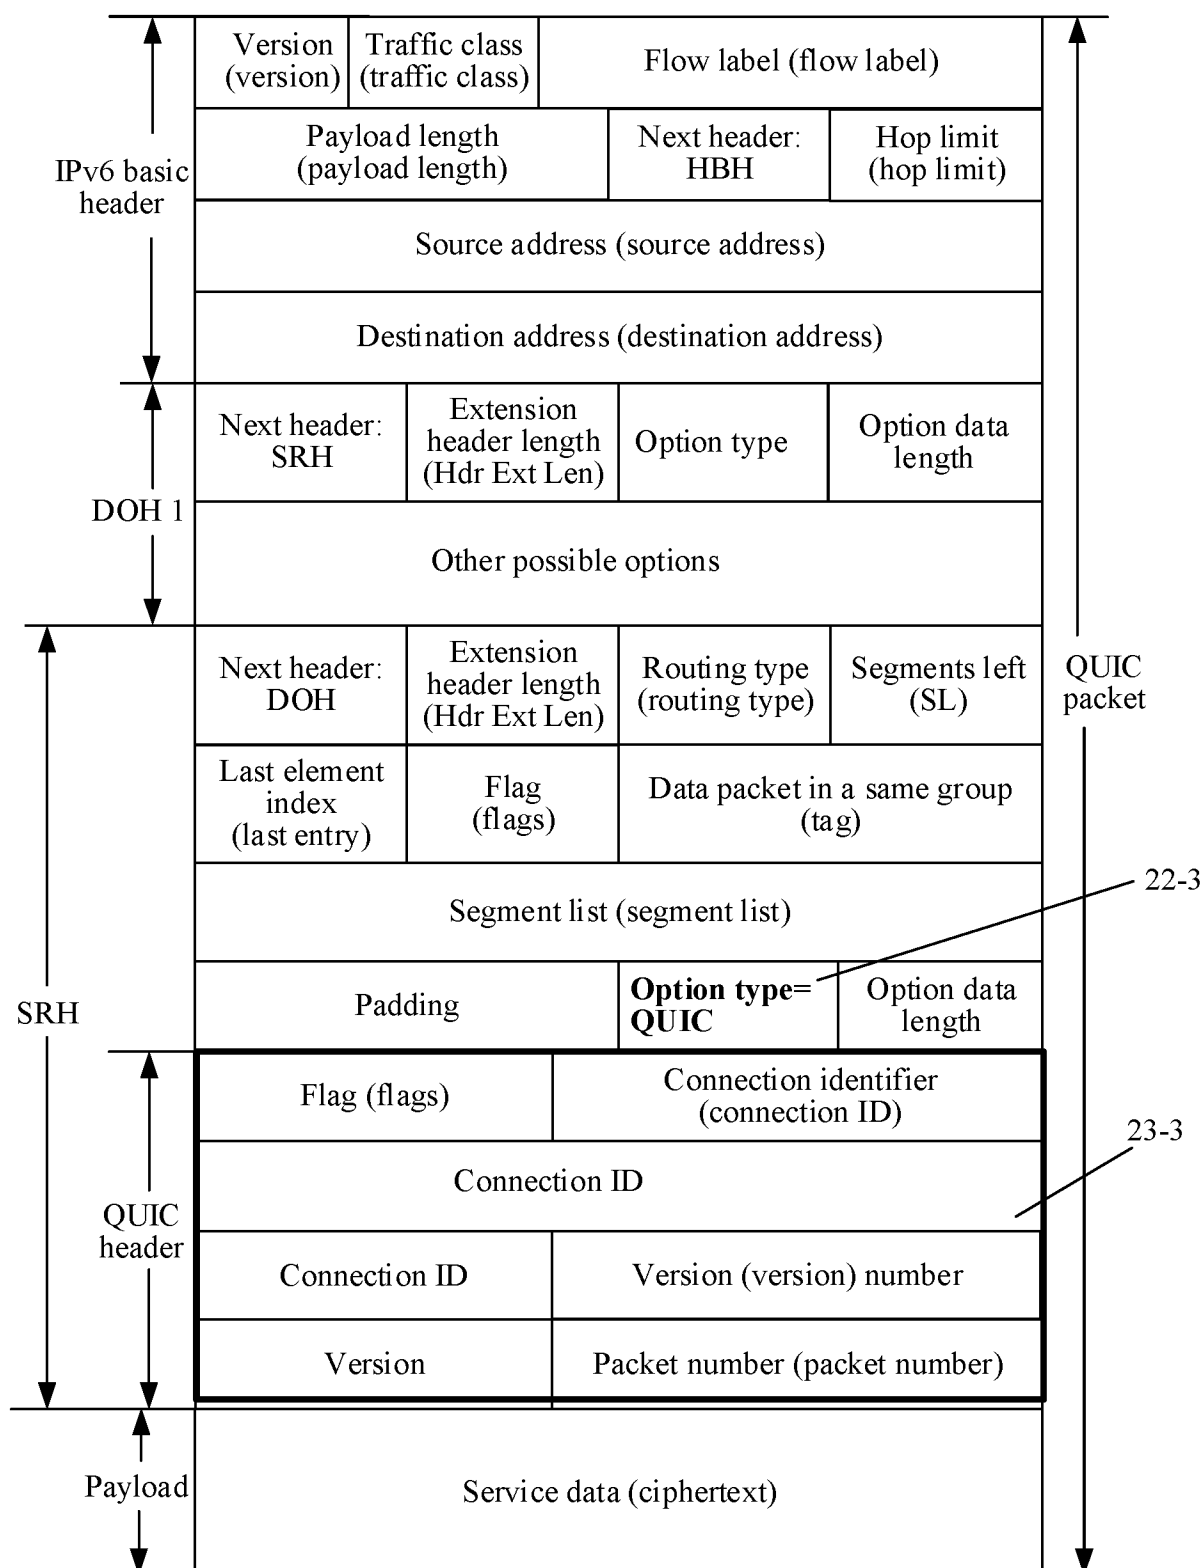 Version
(version)
Traffic class
(traffic class)
Flow label (flow label)
Payload length
(payload length)
Next header:
HBH
Hop limit
(hop limit)
IPv6 basic
header
Source address (source address)
Destination address (destination address)
Next header:
SRH
Extension
header length
(Hdr Ext Len)
Option type
Option data
length
DOH 1
Other possible options
Next header:
DOH
Extension
header length
(Hdr Ext Len)
Routing type
(routing type)
Segments left
(SL)
QUIC
packet
Last element
index
(last entry)
Flag
(flags)
Data packet in a same group
(tag)
22-3
Segment list (segment list)
SRH
Padding
Option type=
QUIC
Option data
length
Flag (flags)
Connection identifier
(connection ID)
23-3
Connection ID
QUIC
header
Connection ID
Version (version) number
Version
Packet number (packet number)
Payload
Service data (ciphertext)